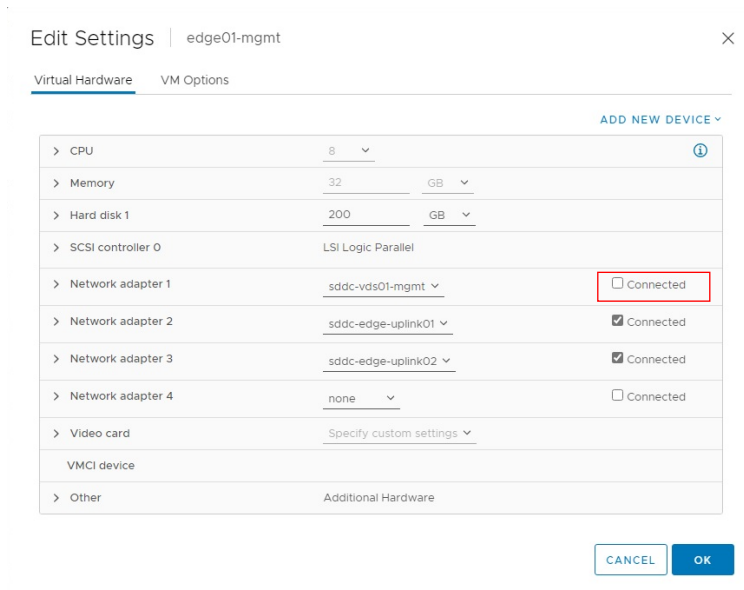 Edit Settings edge01-mgmt
Virtual Hardware VM Options
ADD NEW DEVICE
CPU 8
Memory 32 GB
Hard disk 1 200 GB
SCSI controller 0 LSI Logic Parallel
Network adapter 1 sddc-vds01-mgmt Connected
Network adapter 2 sddc-edge-uplink01 Connected
Network adapter 3 sddc-edge-uplink02 Connected
Network adapter 4 none Connected
Video card Specify custom settings
VMCI device
Other Additional Hardware
CANCEL OK